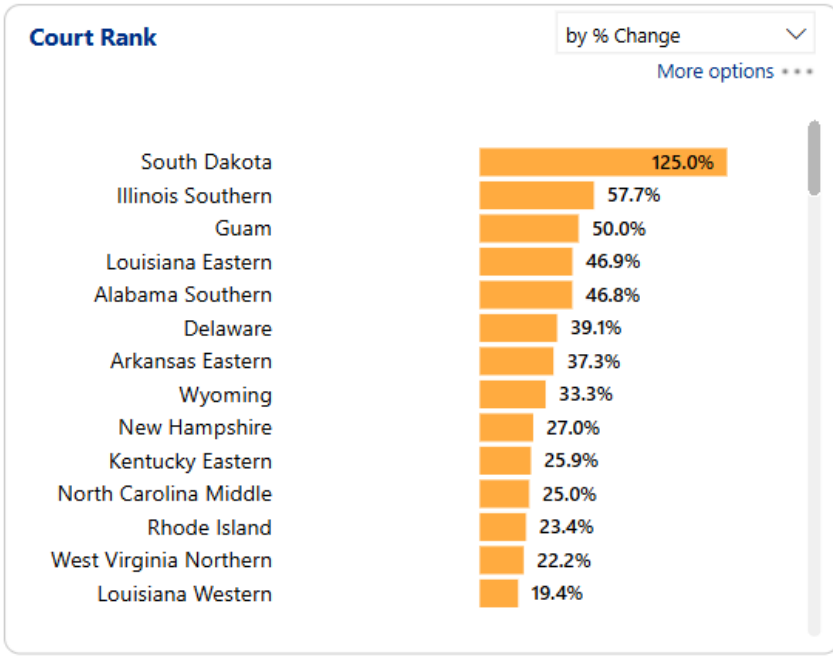 Court Rank
by % Change
More options
South Dakota 125.0%
Illinois Southern 57.7%
Guam 50.0%
Louisiana Eastern 46.9%
Alabama Southern 46.8%
Delaware 39.1%
Arkansas Eastern 37.3%
Wyoming 33.3%
New Hampshire 27.0%
Kentucky Eastern 25.9%
North Carolina Middle 25.0%
Rhode Island 23.4%
West Virginia Northern 22.2%
Louisiana Western 19.4%